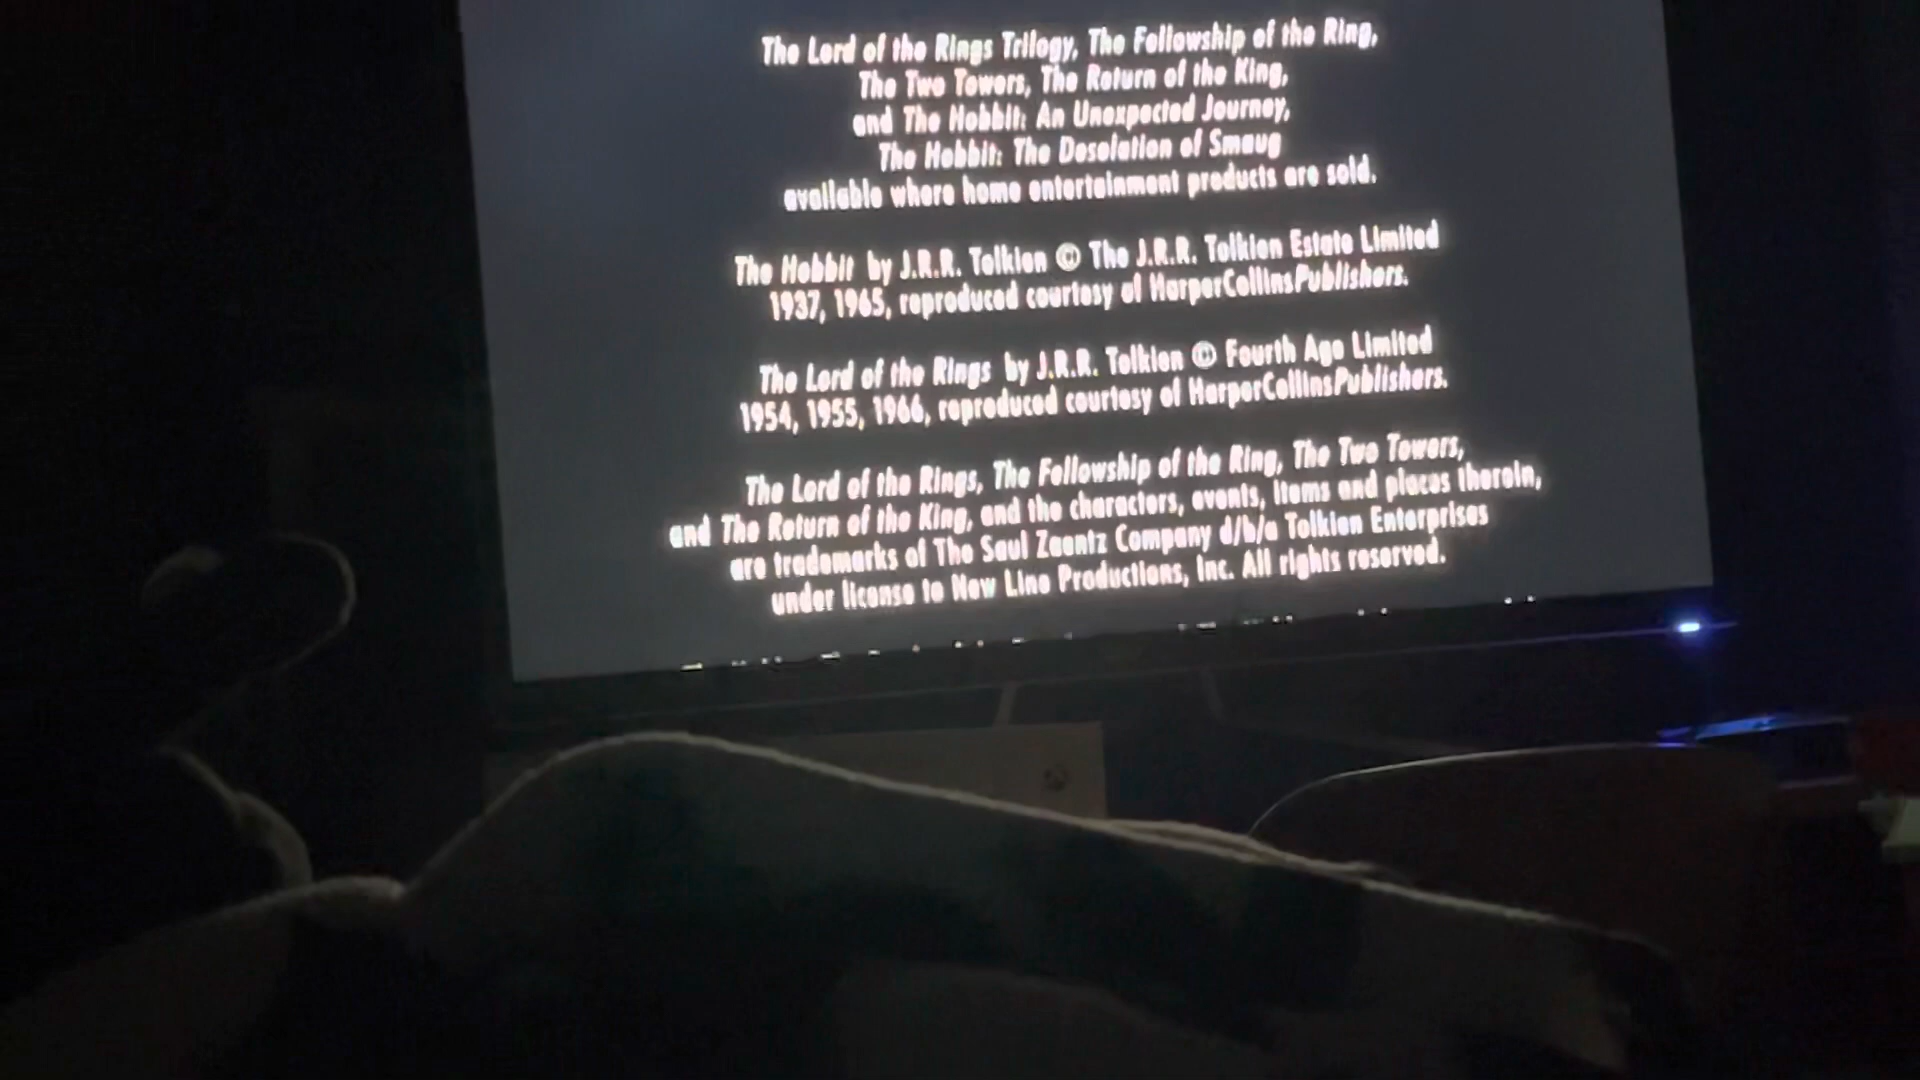 The Lord of the Rings Trilogy, The Fellowship of the Ring,
The Two Towers, The Return of the King,
and The Hobbit: An Unexpected Journey,
The Hobbit: The Desolation of Smaug
available where home entertainment products are sold.
The Hobbit by J.R.R. Tolkien © The J.R.R. Tolkien Estate Limited
1937, 1965, reproduced courtesy of HarperCollinsPublishers.
The Lord of the Rings by J.R.R. Tolkien © Fourth Age Limited
1954, 1955, 1966, reproduced courtesy of HarperCollinsPublishers.
The Lord of the Rings, The Fellowship of the Ring, The Two Towers,
and The Return of the King, and the characters, events, items and places therein,
are trademarks of The Saul Zaentz Company d/b/a Tolkien Enterprises
under license to New Line Productions, Inc. All rights reserved.